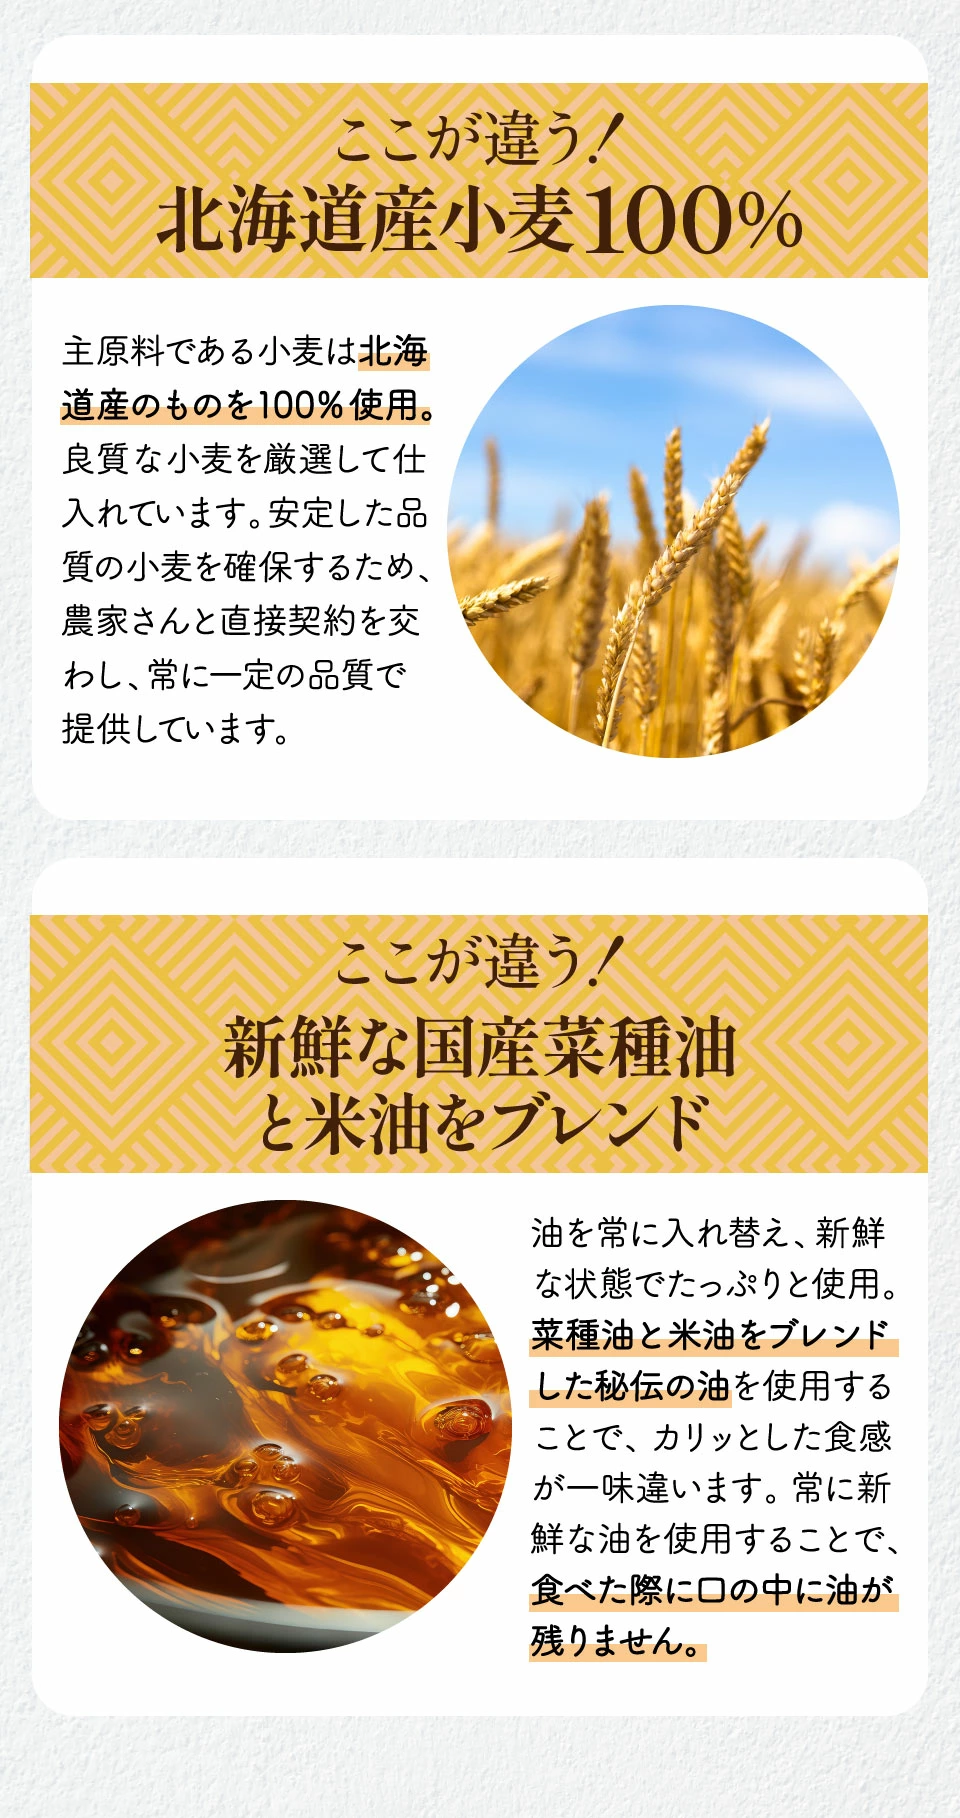 ここが違う!
北海道産小麦100%
主原料である小麦は北海
道産のものを100%使用。
良質な小麦を厳選して仕
入れています。安定した品
質の小麦を確保するため、
農家さんと直接契約を交
わし、常に一定の品質で
提供しています。
ここが違う!
新鮮な国産菜種油
と米油をブレンド
油を常に入れ替え、新鮮
な状態でたっぷりと使用。
菜種油と米油をブレンド
した秘伝の油を使用する
ことで、カリッとした食感
が一味違います。常に新
鮮な油を使用することで、
食べた際に口の中に油が
残りません。